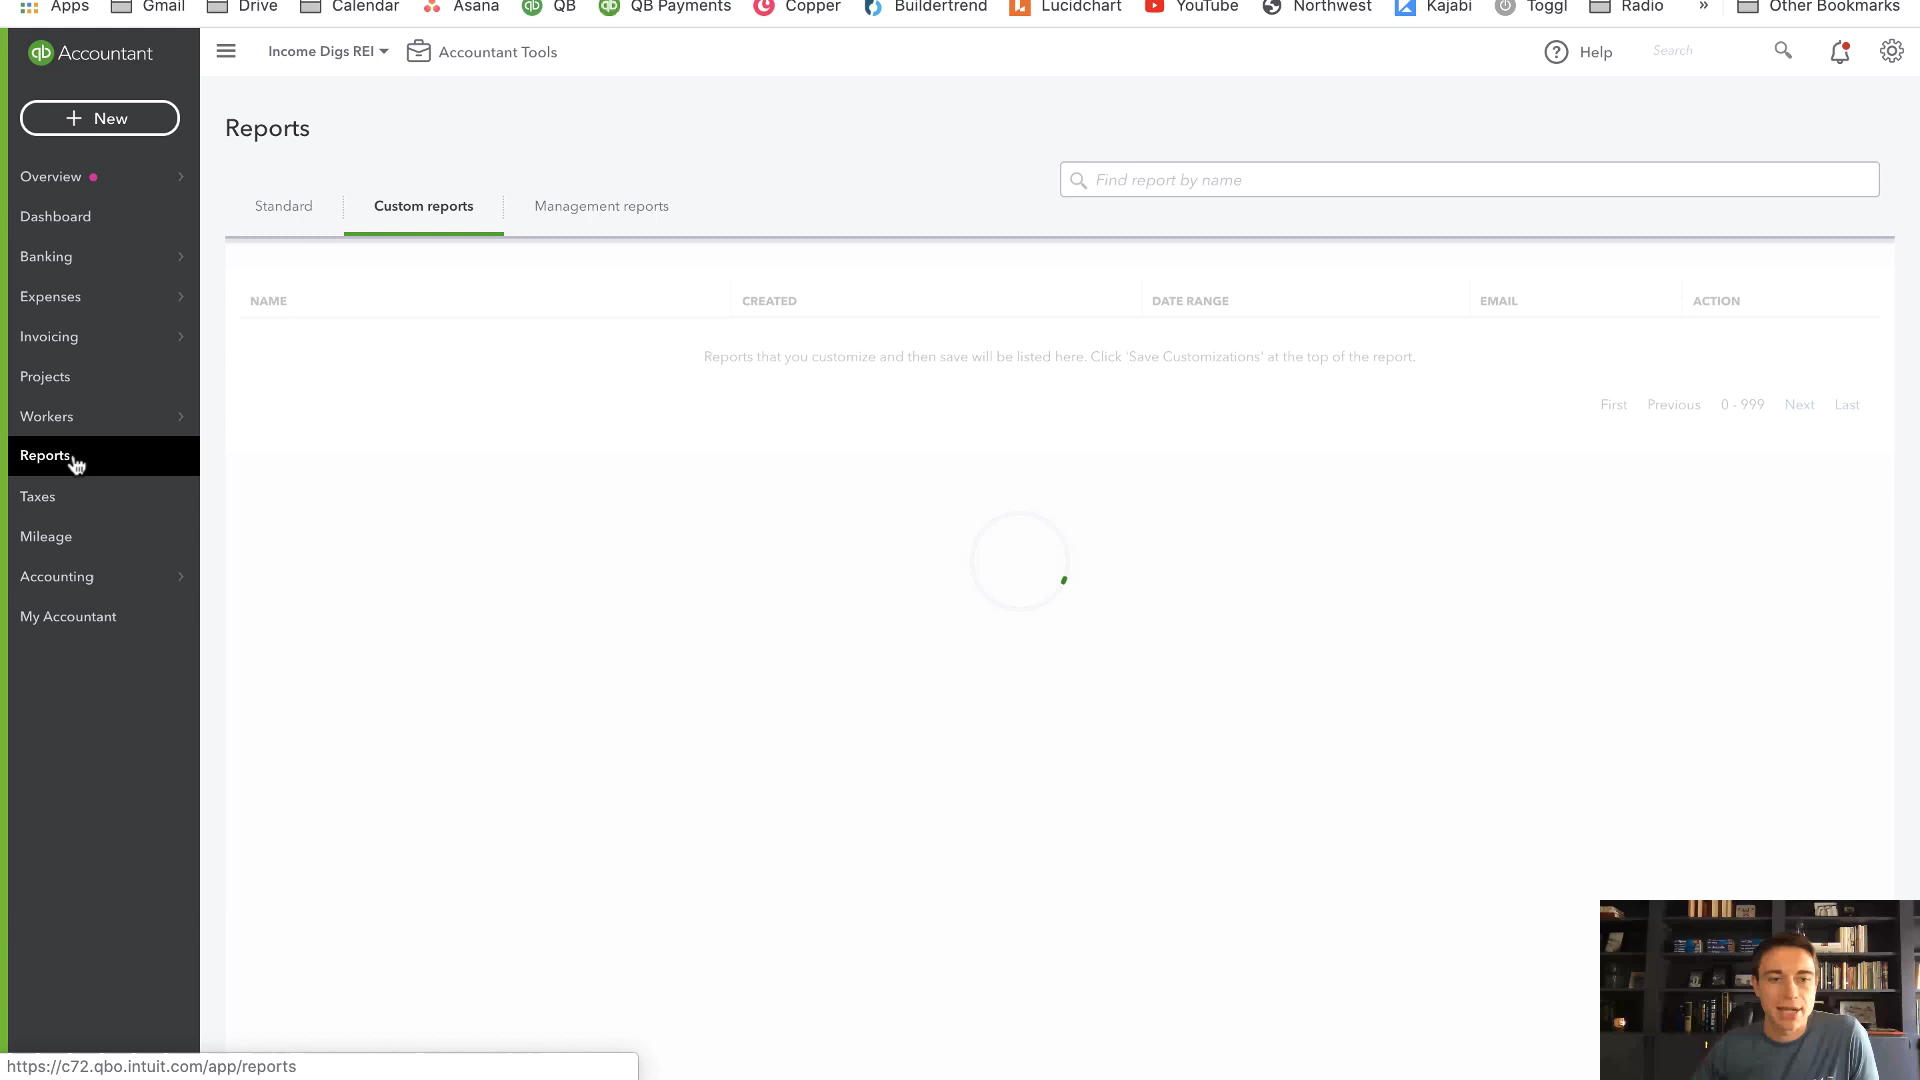 Apps Gmail Drive Calendar Asana QB QB Payments Copper Buildertrend Lucidchart YouTube Northwest Kajabi Toggl Radio » Other Bookmarks
qb Accountant
Income Digs REI Accountant Tools
Help Search
+ New
Overview
Dashboard
Banking
Expenses
Invoicing
Projects
Workers
Reports
Taxes
Mileage
Accounting
My Accountant
Reports
Find report by name
Standard Custom reports Management reports
NAME CREATED DATE RANGE EMAIL ACTION
Reports that you customize and then save will be listed here. Click 'Save Customizations' at the top of the report.
First Previous 0 - 999 Next Last
https://c72.qbo.intuit.com/app/reports